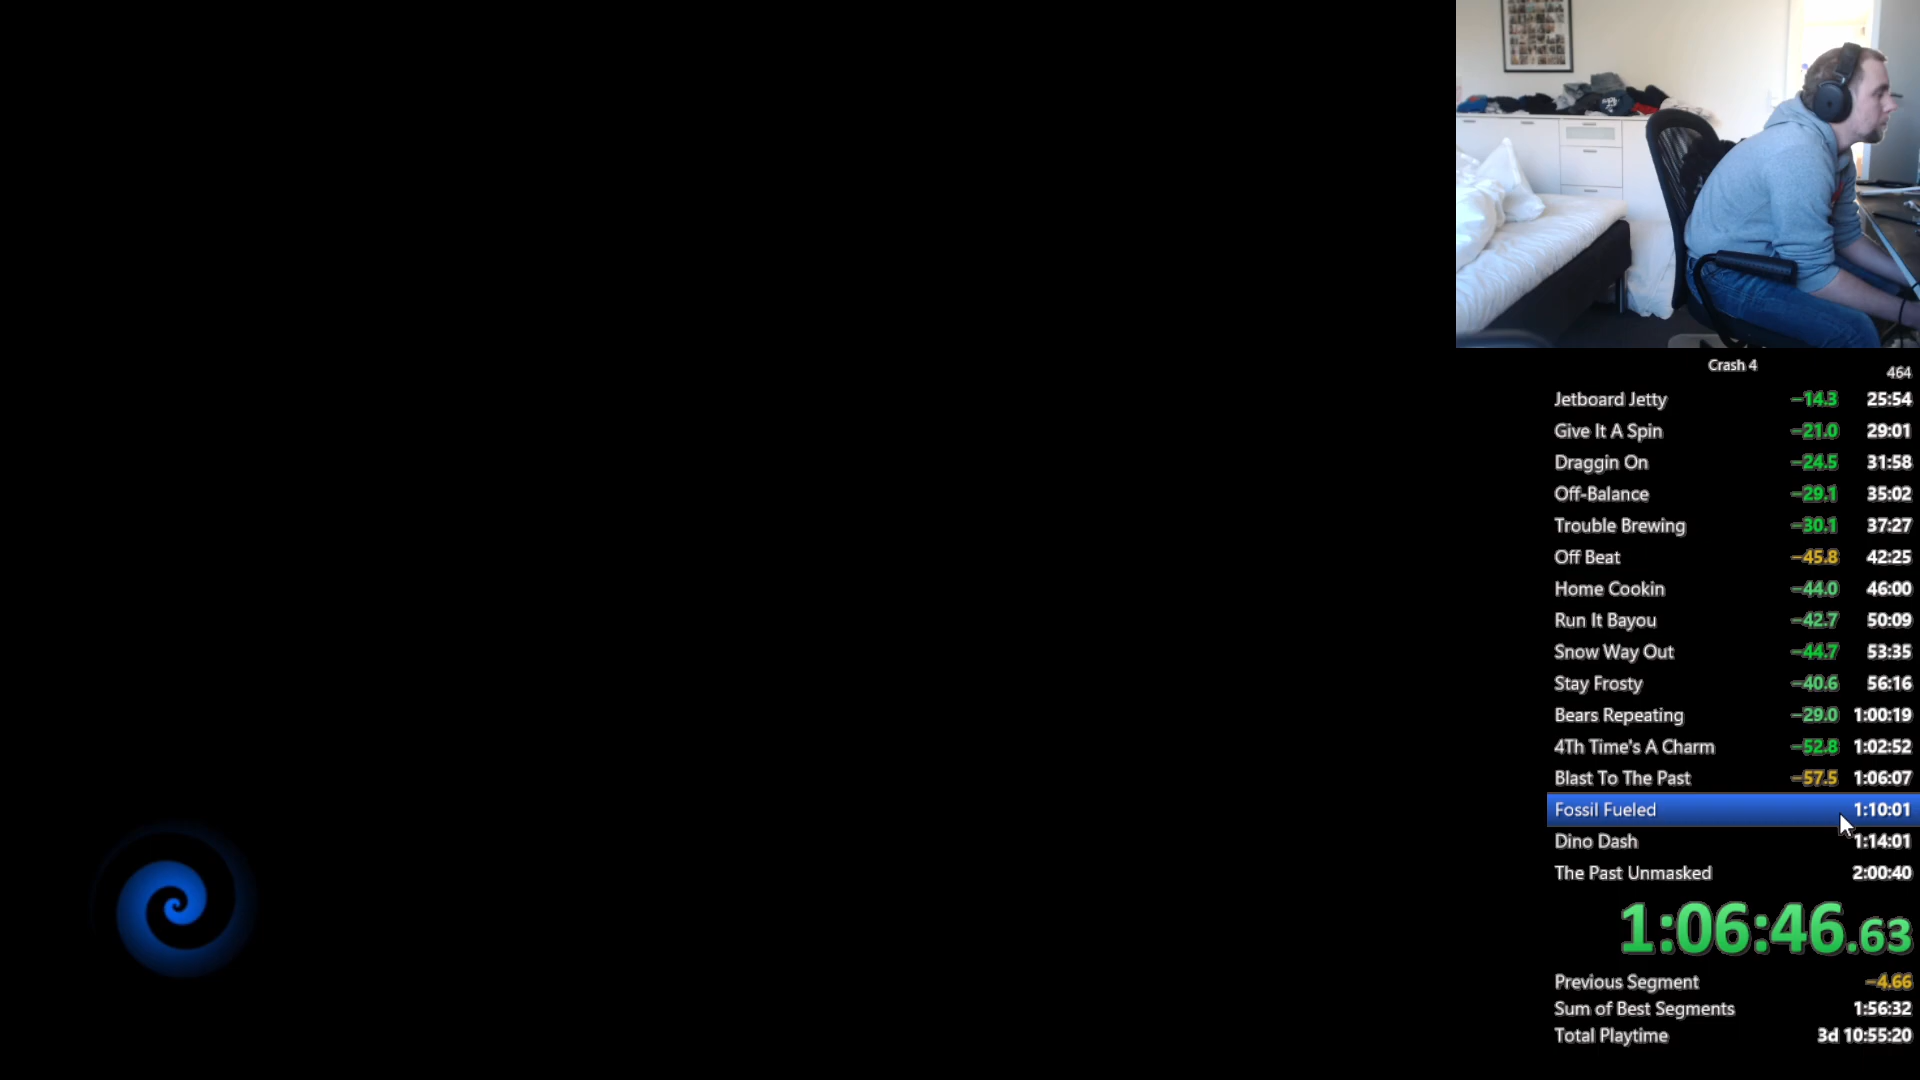 Crash 4
464
Jetboard Jetty −14.3 25:54
Give It A Spin −21.0 29:01
Draggin On −24.5 31:58
Off-Balance −29.1 35:02
Trouble Brewing −30.1 37:27
Off Beat −45.8 42:25
Home Cookin −44.0 46:00
Run It Bayou −42.7 50:09
Snow Way Out −44.7 53:35
Stay Frosty −40.6 56:16
Bears Repeating −29.0 1:00:19
4Th Time's A Charm −52.8 1:02:52
Blast To The Past −57.5 1:06:07
Fossil Fueled 1:10:01
Dino Dash 1:14:01
The Past Unmasked 2:00:40
1:06:46.63
Previous Segment −4.66
Sum of Best Segments 1:56:32
Total Playtime 3d 10:55:20